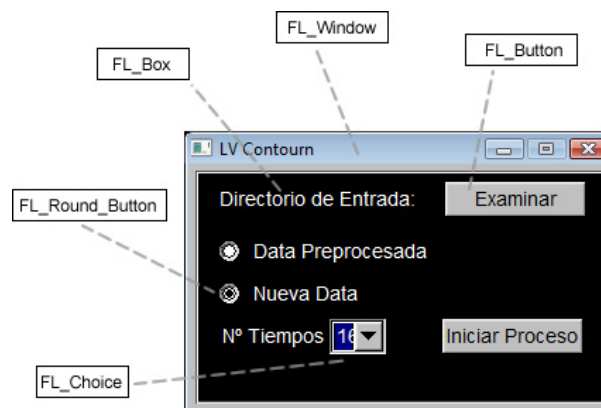 FL_Window
FL_Button
FL_Box
LV Contourn
Directorio de Entrada: Examinar
FL_Round_Button
Data Preprocesada
Nueva Data
Nº Tiempos 16 Iniciar Proceso
FL_Choice